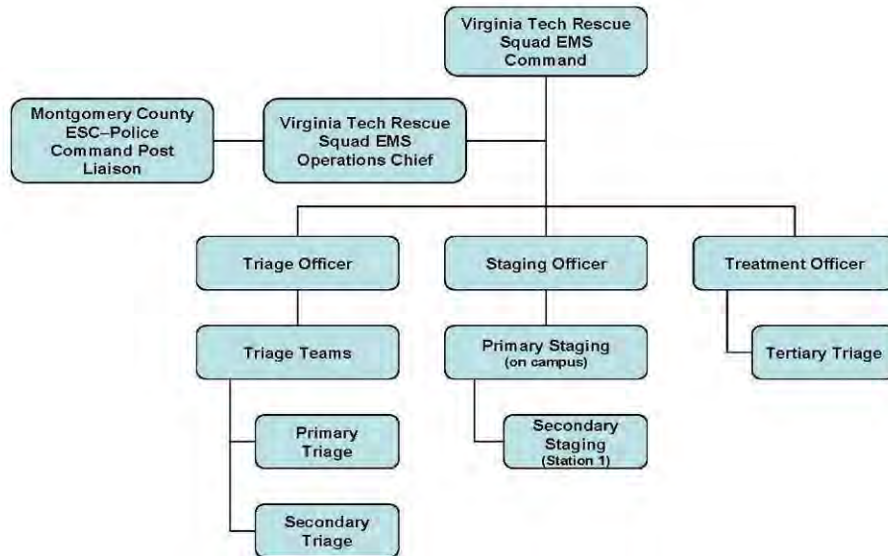 Virginia Tech Rescue
Squad EMS
Command
Montgomery County
ESC–Police
Command Post
Liaison
Virginia Tech Rescue
Squad EMS
Operations Chief
Triage Officer
Staging Officer
Treatment Officer
Triage Teams
Primary Staging
(on campus)
Tertiary Triage
Primary
Triage
Secondary
Staging
(Station 1)
Secondary
Triage